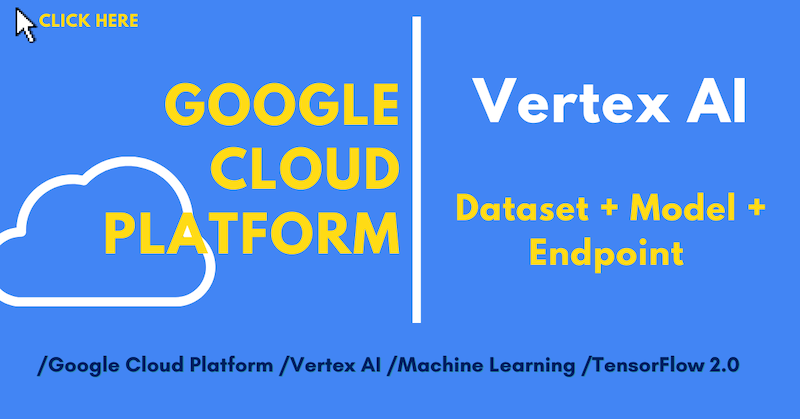 CLICK HERE
GOOGLE
CLOUD
PLATFORM
Vertex AI
Dataset + Model +
Endpoint
/Google Cloud Platform /Vertex AI /Machine Learning /TensorFlow 2.0